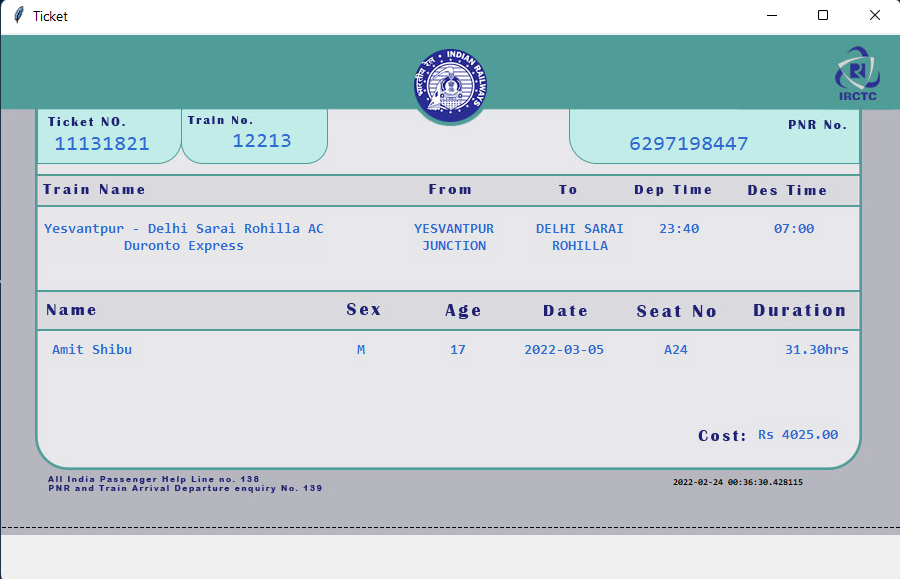 Ticket
भारतीय रेल • INDIAN RAILWAYS
IRCTC
Ticket NO.
11131821
Train No.
12213
PNR No.
6297198447
Train Name From To Dep Time Des Time
Yesvantpur - Delhi Sarai Rohilla AC YESVANTPUR DELHI SARAI 23:40 07:00
Duronto Express JUNCTION ROHILLA
Name Sex Age Date Seat No Duration
Amit Shibu M 17 2022-03-05 A24 31.30hrs
Cost: Rs 4025.00
All India Passenger Help Line no. 138
PNR and Train Arrival Departure enquiry No. 139
2022-02-24 00:36:30.428115